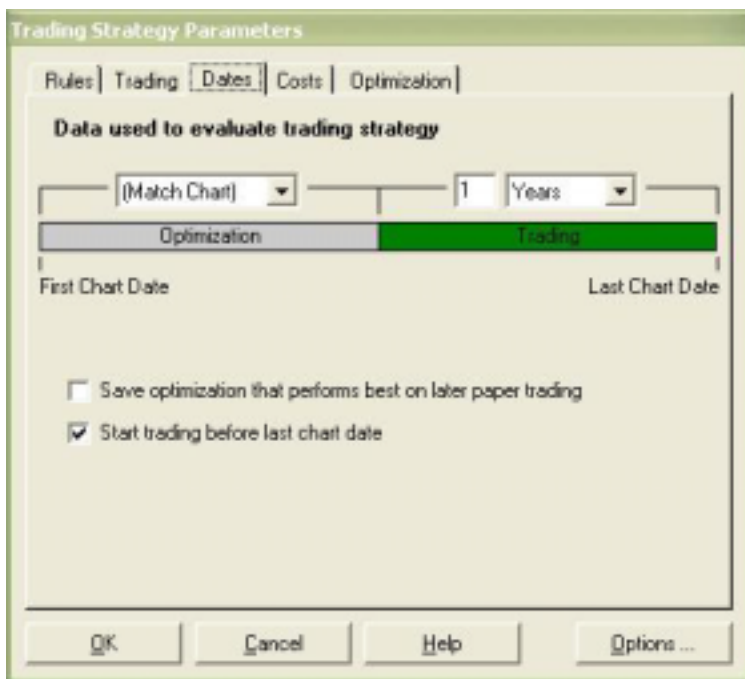 Trading Strategy Parameters
Rules Trading Dates Costs Optimization
Data used to evaluate trading strategy
(Match Chart) 1 Years
Optimization Trading
First Chart Date Last Chart Date
Save optimization that performs best on later paper trading
Start trading before last chart date
OK Cancel Help Options ...